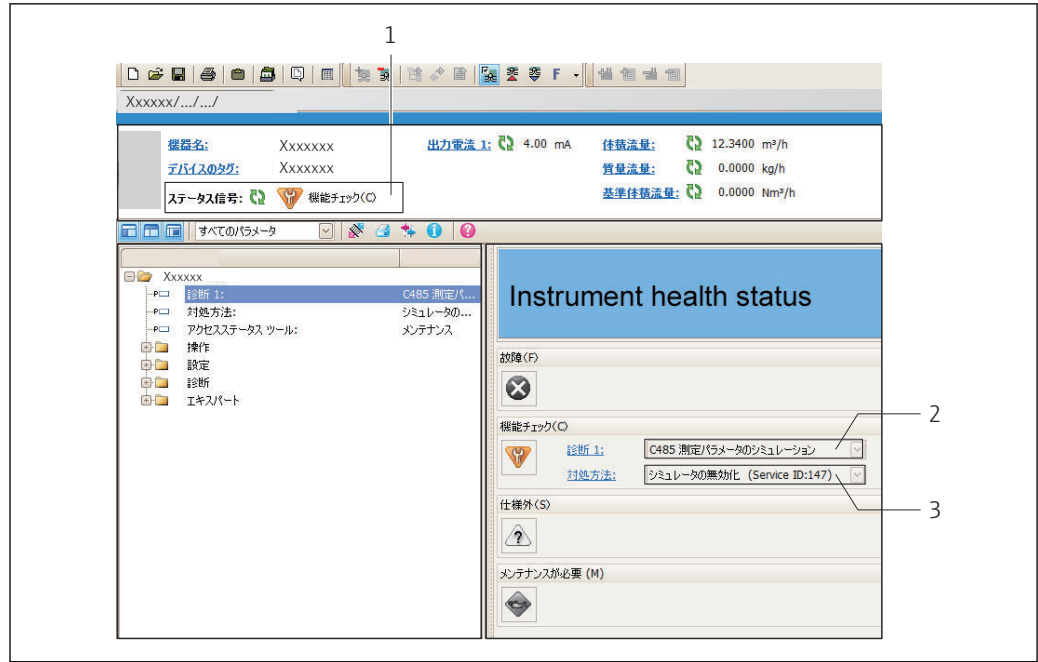 1
F
Xxxxxx/.../.../
機器名: Xxxxxxx 出力電流 1: 4.00 mA 体積流量: 12.3400 m³/h
デバイスのタグ: Xxxxxxx 質量流量: 0.0000 kg/h
ステータス信号: 機能チェック(C) 基準体積流量: 0.0000 Nm³/h
すべてのパラメータ
Xxxxxx
診断 1: C485 測定パ...
対処方法: シミュレータの...
アクセスステータス ツール: メンテナンス
操作
設定
診断
エキスパート
Instrument health status
故障(F)
機能チェック(C)
診断 1: C485 測定パラメータのシミュレーション 2
対処方法: シミュレータの無効化 (Service ID:147)
仕様外(S) 3
メンテナンスが必要 (M)